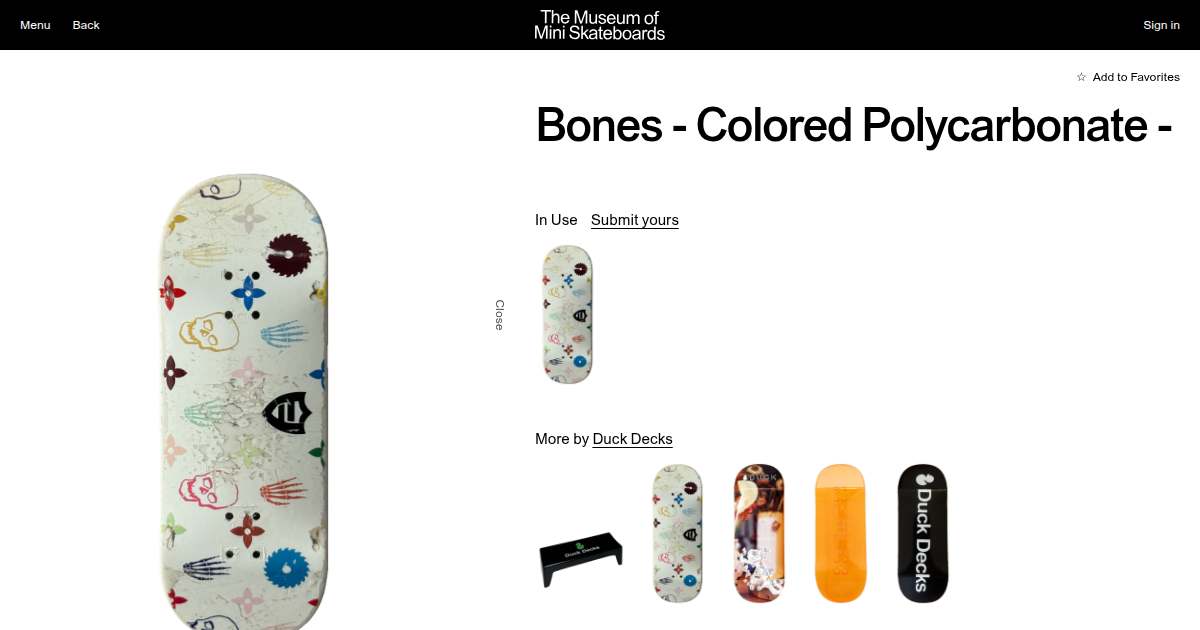 Menu
Back
The Museum of
Mini Skateboards
Sign in
☆ Add to Favorites
Bones - Colored Polycarbonate -
In Use
Submit yours
Close
More by Duck Decks
Duck Decks
DUCK
Duck Decks